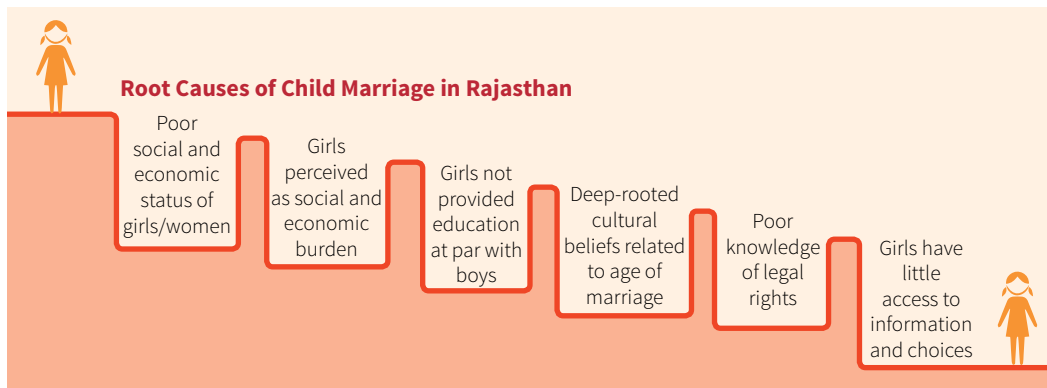 Root Causes of Child Marriage in Rajasthan
Poor
social and
economic
status of
girls/women
Girls
perceived
as social and
economic
burden
Girls not
provided
education
at par with
boys
Deep-rooted
cultural
beliefs related
to age of
marriage
Poor
knowledge
of legal
rights
Girls have
little
access to
information
and choices